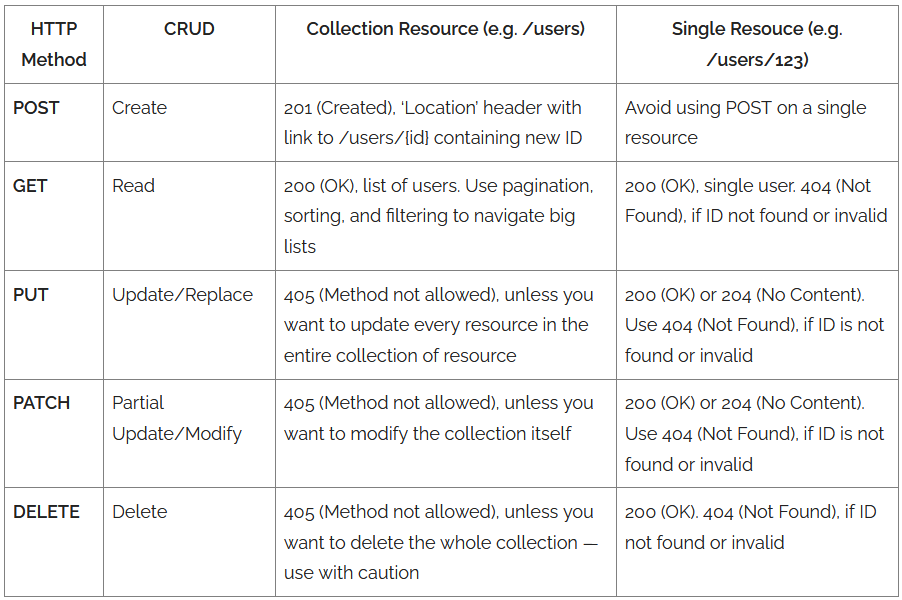 HTTP Method
CRUD
Collection Resource (e.g. /users)
Single Resouce (e.g.
/users/123)
POST
Create
201 (Created), ‘Location’ header with
link to /users/{id} containing new ID
Avoid using POST on a single
resource
GET
Read
200 (OK), list of users. Use pagination,
sorting, and filtering to navigate big
lists
200 (OK), single user. 404 (Not
Found), if ID not found or invalid
PUT
Update/Replace
405 (Method not allowed), unless you
want to update every resource in the
entire collection of resource
200 (OK) or 204 (No Content).
Use 404 (Not Found), if ID is not
found or invalid
PATCH
Partial
Update/Modify
405 (Method not allowed), unless you
want to modify the collection itself
200 (OK) or 204 (No Content).
Use 404 (Not Found), if ID is not
found or invalid
DELETE
Delete
405 (Method not allowed), unless you
want to delete the whole collection —
use with caution
200 (OK). 404 (Not Found), if ID
not found or invalid